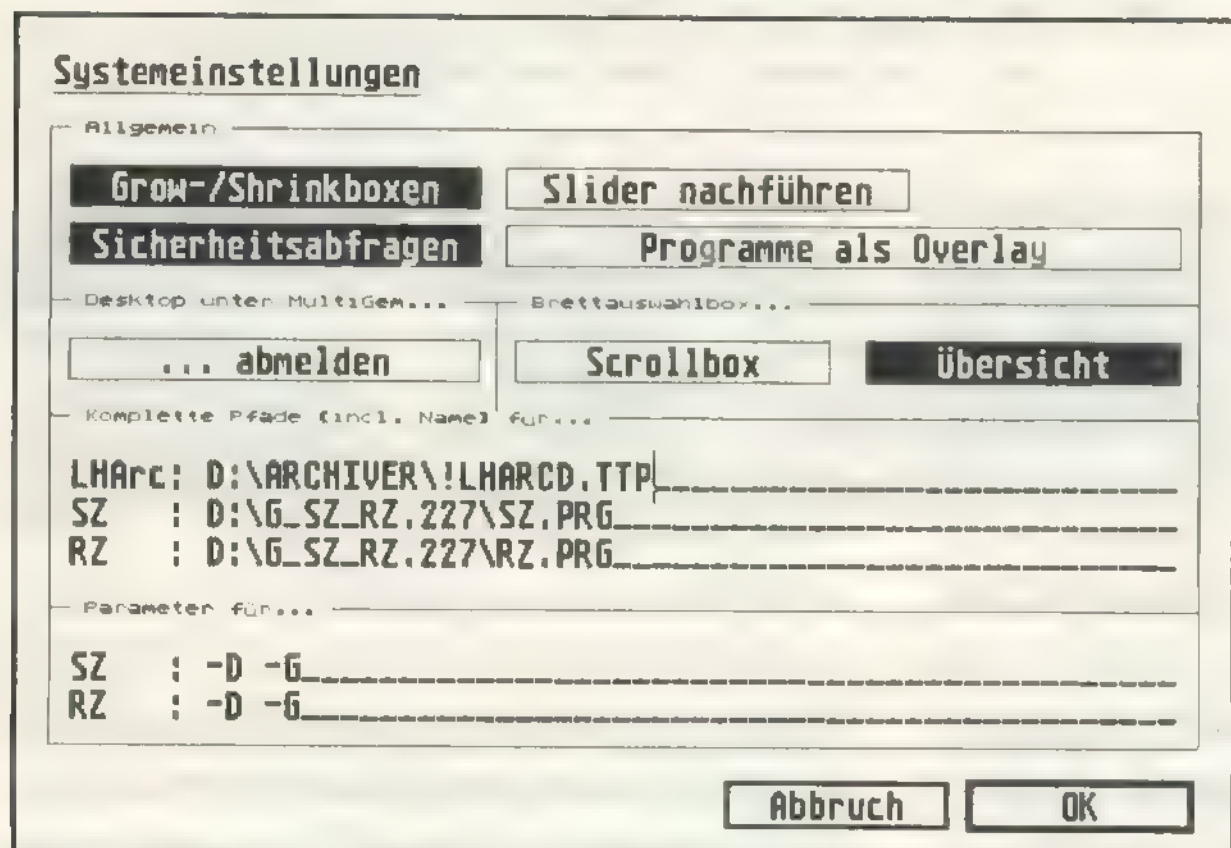 Systemeinstellungen
Allgemein
Grow-/Shrinkboxen Slider nachführen
Sicherheitsabfragen Programme als Overlay
Desktop unter MultiGem... Brettauswahlbox...
... abmelden Scrollbox Übersicht
Komplette Pfade (incl. Name) für...
LHArc: D:\ARCHIVER\!LHARCD.TTP
SZ : D:\G_SZ_RZ.227\SZ.PRG
RZ : D:\G_SZ_RZ.227\RZ.PRG
Parameter für...
SZ : -D -G
RZ : -D -G
Abbruch OK